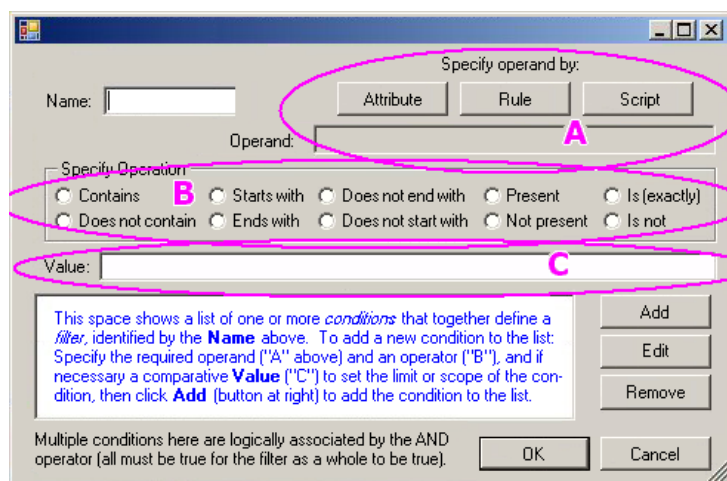 Specify operand by:
Name: Attribute Rule Script
A
Operand:
Specify Operation
B
Contains Starts with Does not end with Present Is (exactly)
Does not contain Ends with Does not start with Not present Is not
Value: C
This space shows a list of one or more conditions that together define a
filter, identified by the Name above. To add a new condition to the list:
Specify the required operand ("A" above) and an operator ("B"), and if
necessary a comparative Value ("C") to set the limit or scope of the con-
dition, then click Add (button at right) to add the condition to the list.
Add
Edit
Remove
Multiple conditions here are logically associated by the AND
operator (all must be true for the filter as a whole to be true).
OK Cancel